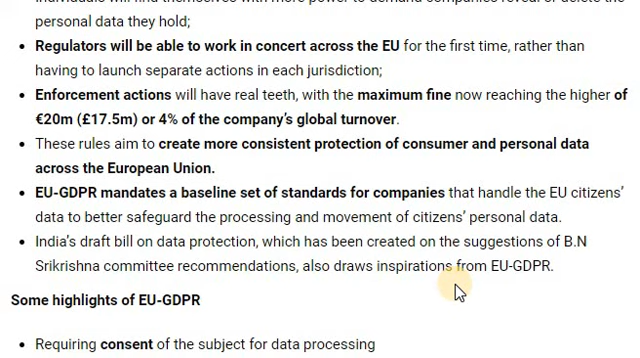 personal data they hold;
Regulators will be able to work in concert across the EU for the first time, rather than
having to launch separate actions in each jurisdiction;
Enforcement actions will have real teeth, with the maximum fine now reaching the higher of
€20m (£17.5m) or 4% of the company's global turnover.
These rules aim to create more consistent protection of consumer and personal data
across the European Union.
EU-GDPR mandates a baseline set of standards for companies that handle the EU citizens'
data to better safeguard the processing and movement of citizens' personal data.
India's draft bill on data protection, which has been created on the suggestions of B.N
Srikrishna committee recommendations, also draws inspirations from EU-GDPR.
Some highlights of EU-GDPR
Requiring consent of the subject for data processing